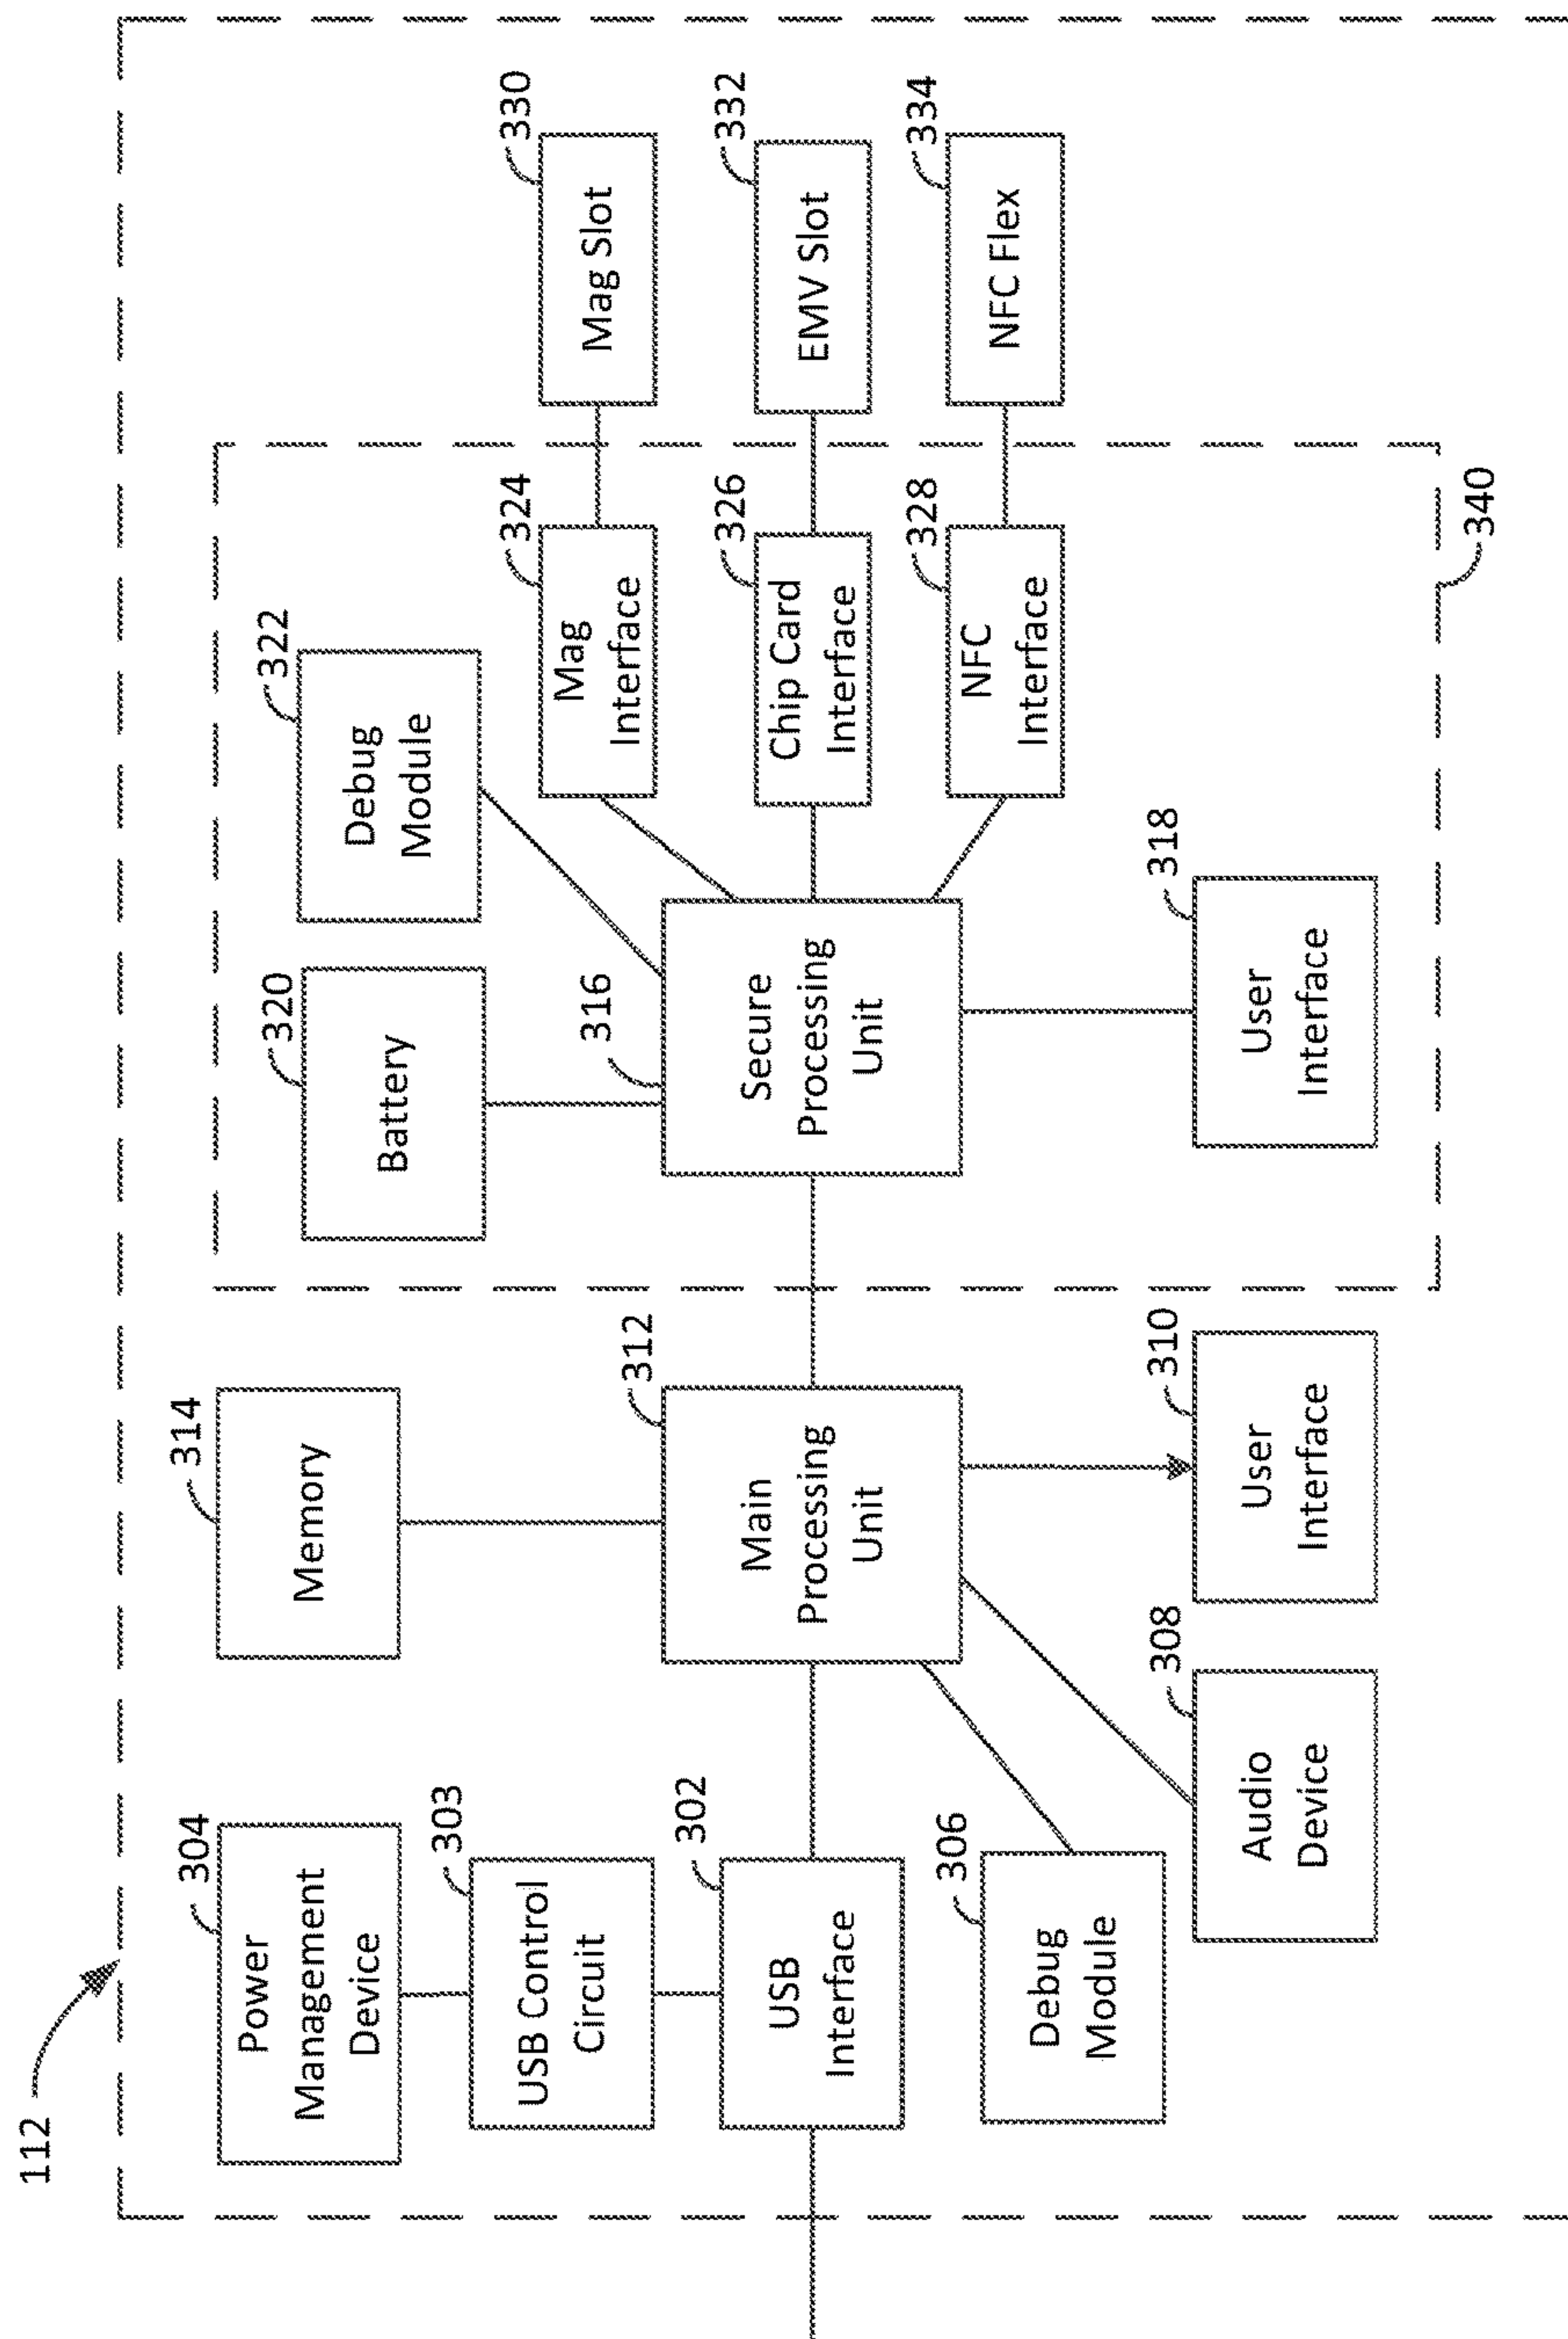 112
304
Power
Management
Device
303
USB Control
Circuit
302
USB
Interface
306
Debug
Module
308
Audio
Device
310
User
Interface
312
Main
Processing
Unit
314
Memory
316
Secure
Processing
Unit
318
User
Interface
320
Battery
322
Debug
Module
324
Mag
Interface
326
Chip Card
Interface
328
NFC
Interface
330
Mag Slot
332
EMV Slot
334
NFC Flex
340